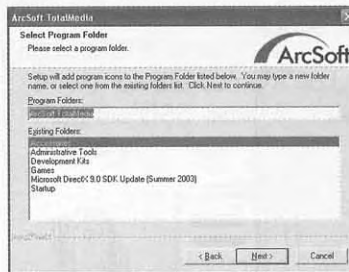 ArcSoft TotalMedia
Select Program Folder
Please select a program folder.
ArcSoft
Setup will add program icons to the Program Folder listed below. You may type a new folder
name, or select one from the existing folders list. Click Next to continue.
Program Folders:
ArcSoft TotalMedia
Existing Folders:
Accessories
Administrative Tools
Development Kits
Games
Microsoft DirectX 9.0 SDK Update (Summer 2003)
Startup
InstallShield
< Back
Next >
Cancel